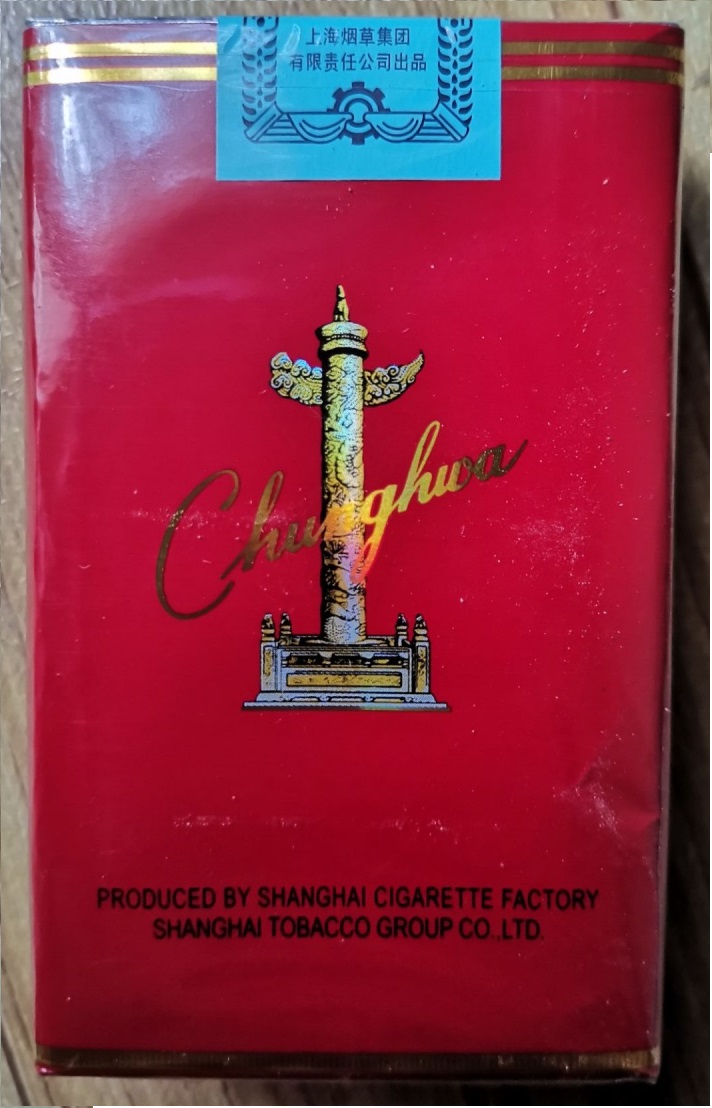 上海烟草集团
有限责任公司出品
Chunghwa
PRODUCED BY SHANGHAI CIGARETTE FACTORY
SHANGHAI TOBACCO GROUP CO.,LTD.